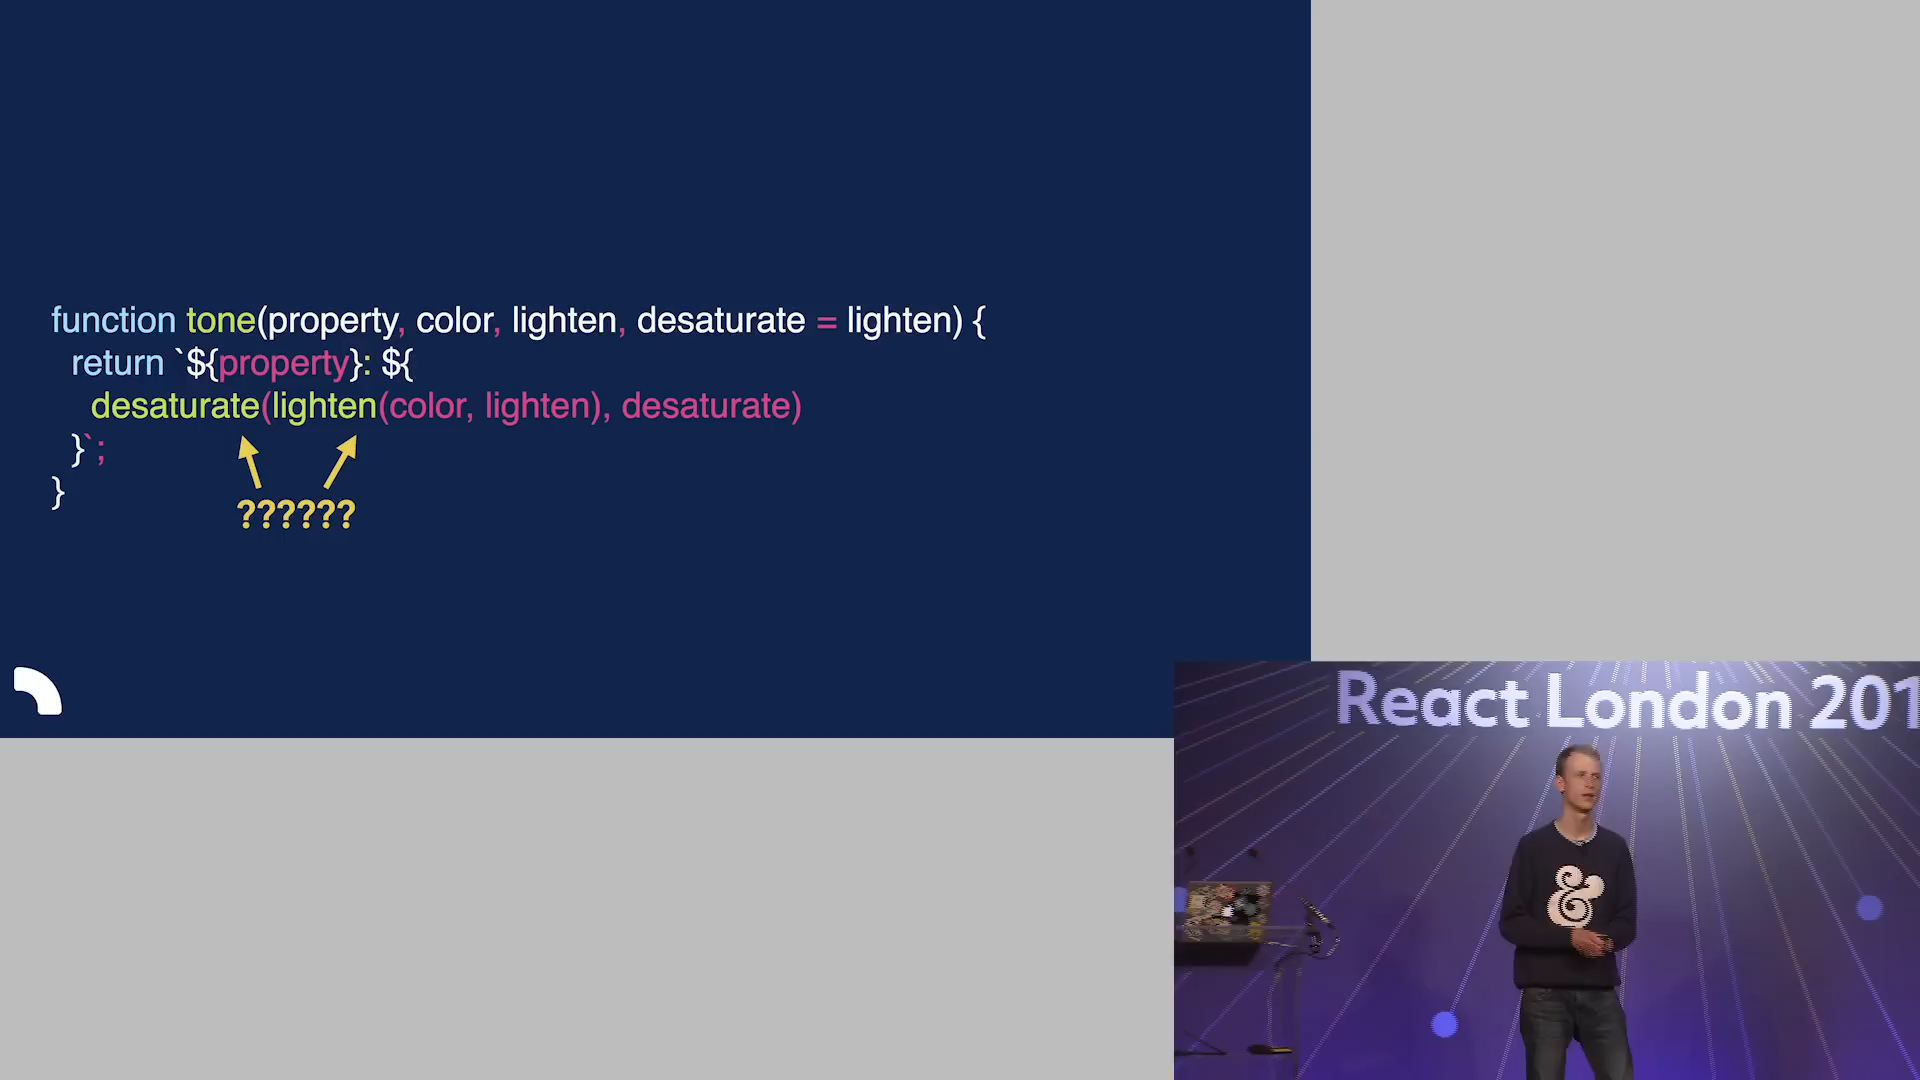 function tone(property, color, lighten, desaturate = lighten) {
return `${property}: ${
desaturate(lighten(color, lighten), desaturate)
}`;
}
??????
React London 201
&